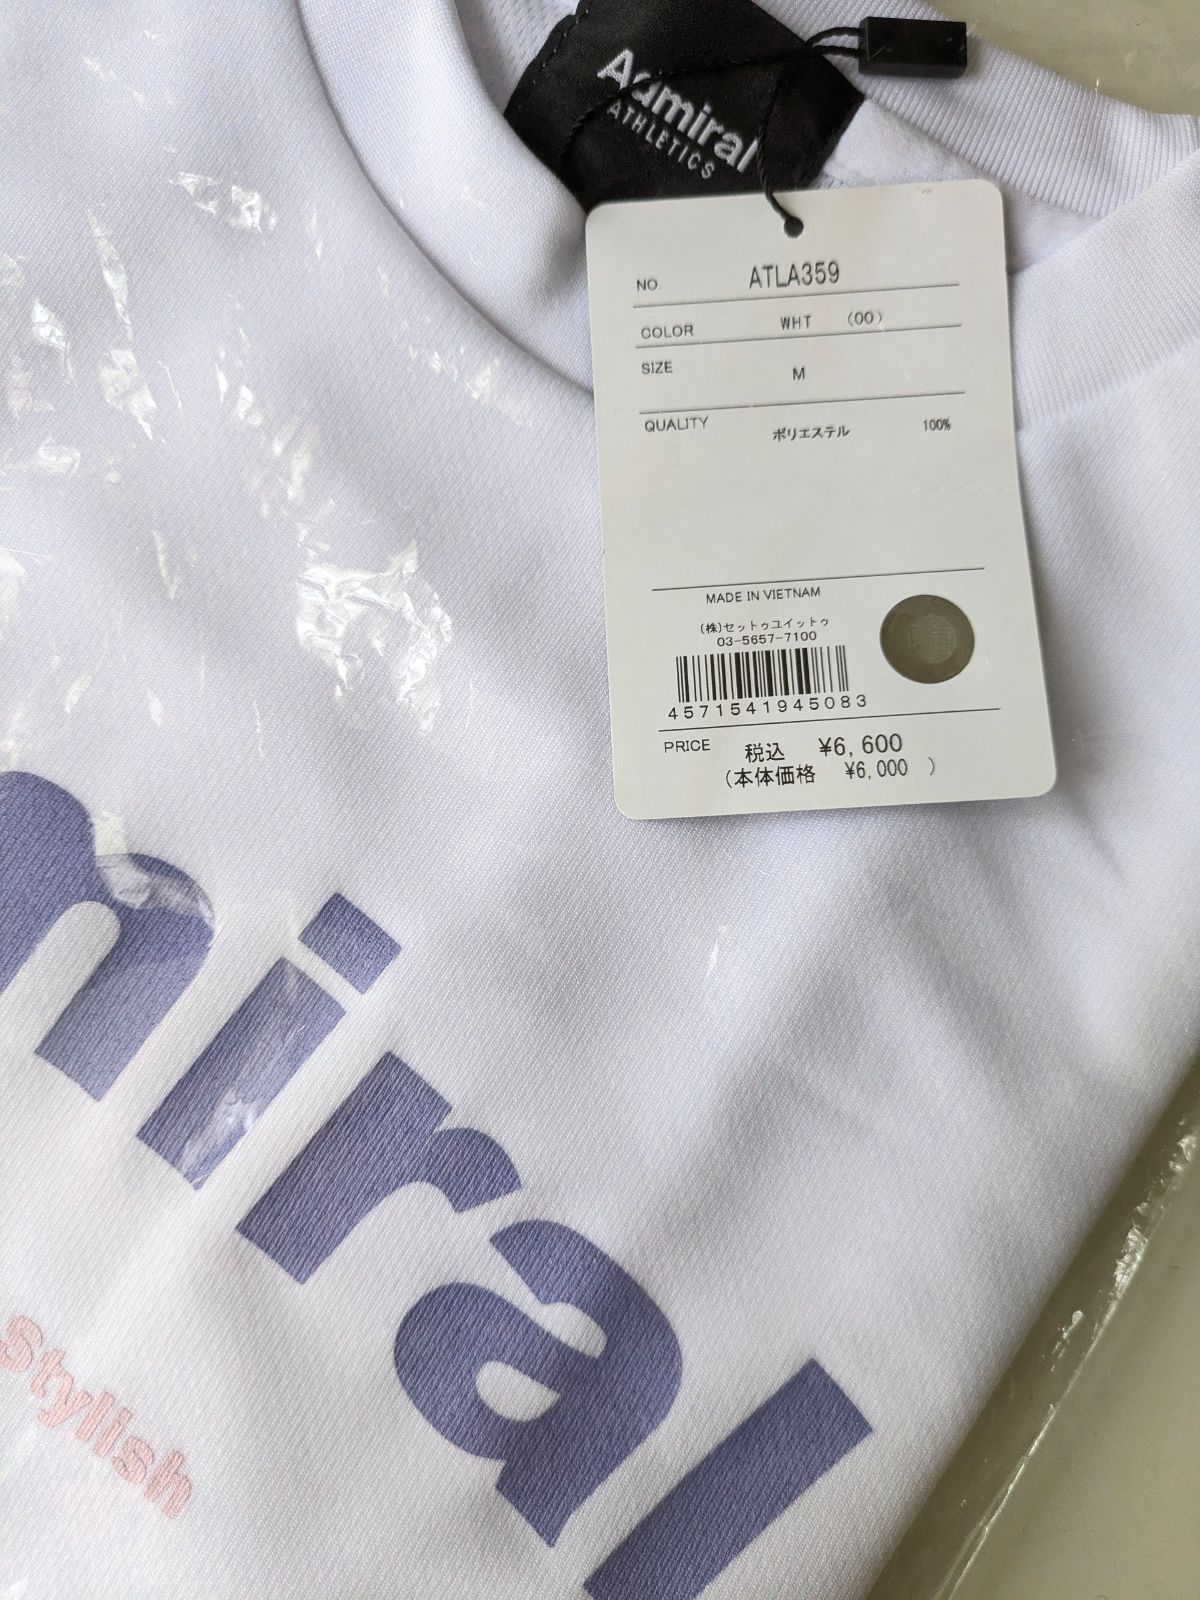 Admiral
ATHLETICS
NO. ATLA359
COLOR WHT (00)
SIZE M
QUALITY ポリエステル 100%
MADE IN VIETNAM
(株)セットゥユイットゥ
03-5657-7100
4571541945083
PRICE 税込 ¥6,600
(本体価格 ¥6,000 )
miral
Stylish